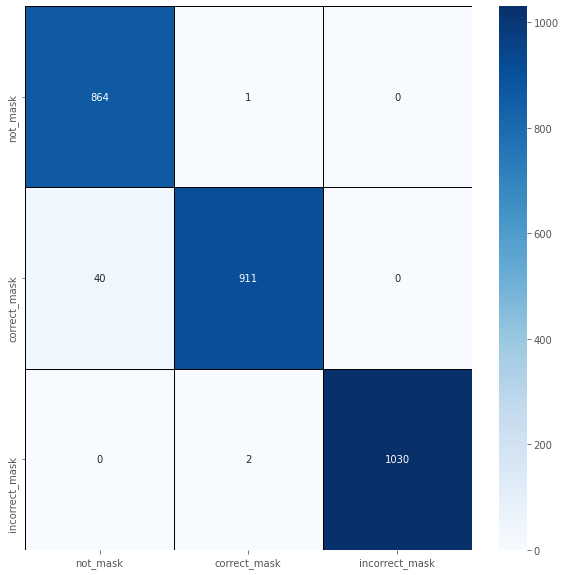 not_mask
864
1
0
correct_mask
40
911
0
incorrect_mask
0
2
1030
not_mask
correct_mask
incorrect_mask
1000
800
600
400
200
0